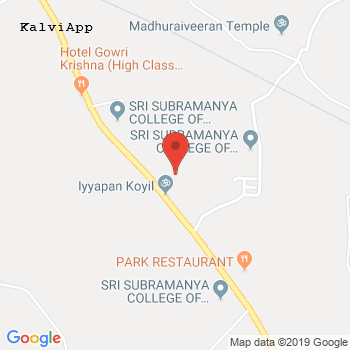 KalviApp
Madhuraiveeran Temple
Hotel Gowri
Krishna (High Class...
SRI SUBRAMANYA
COLLEGE OF...
SRI SUBRAMANYA
COLLEGE OF...
Iyyapan Koyil
PARK RESTAURANT
SRI SUBRAMANYA
COLLEGE OF...
Google
Map data ©2019 Google